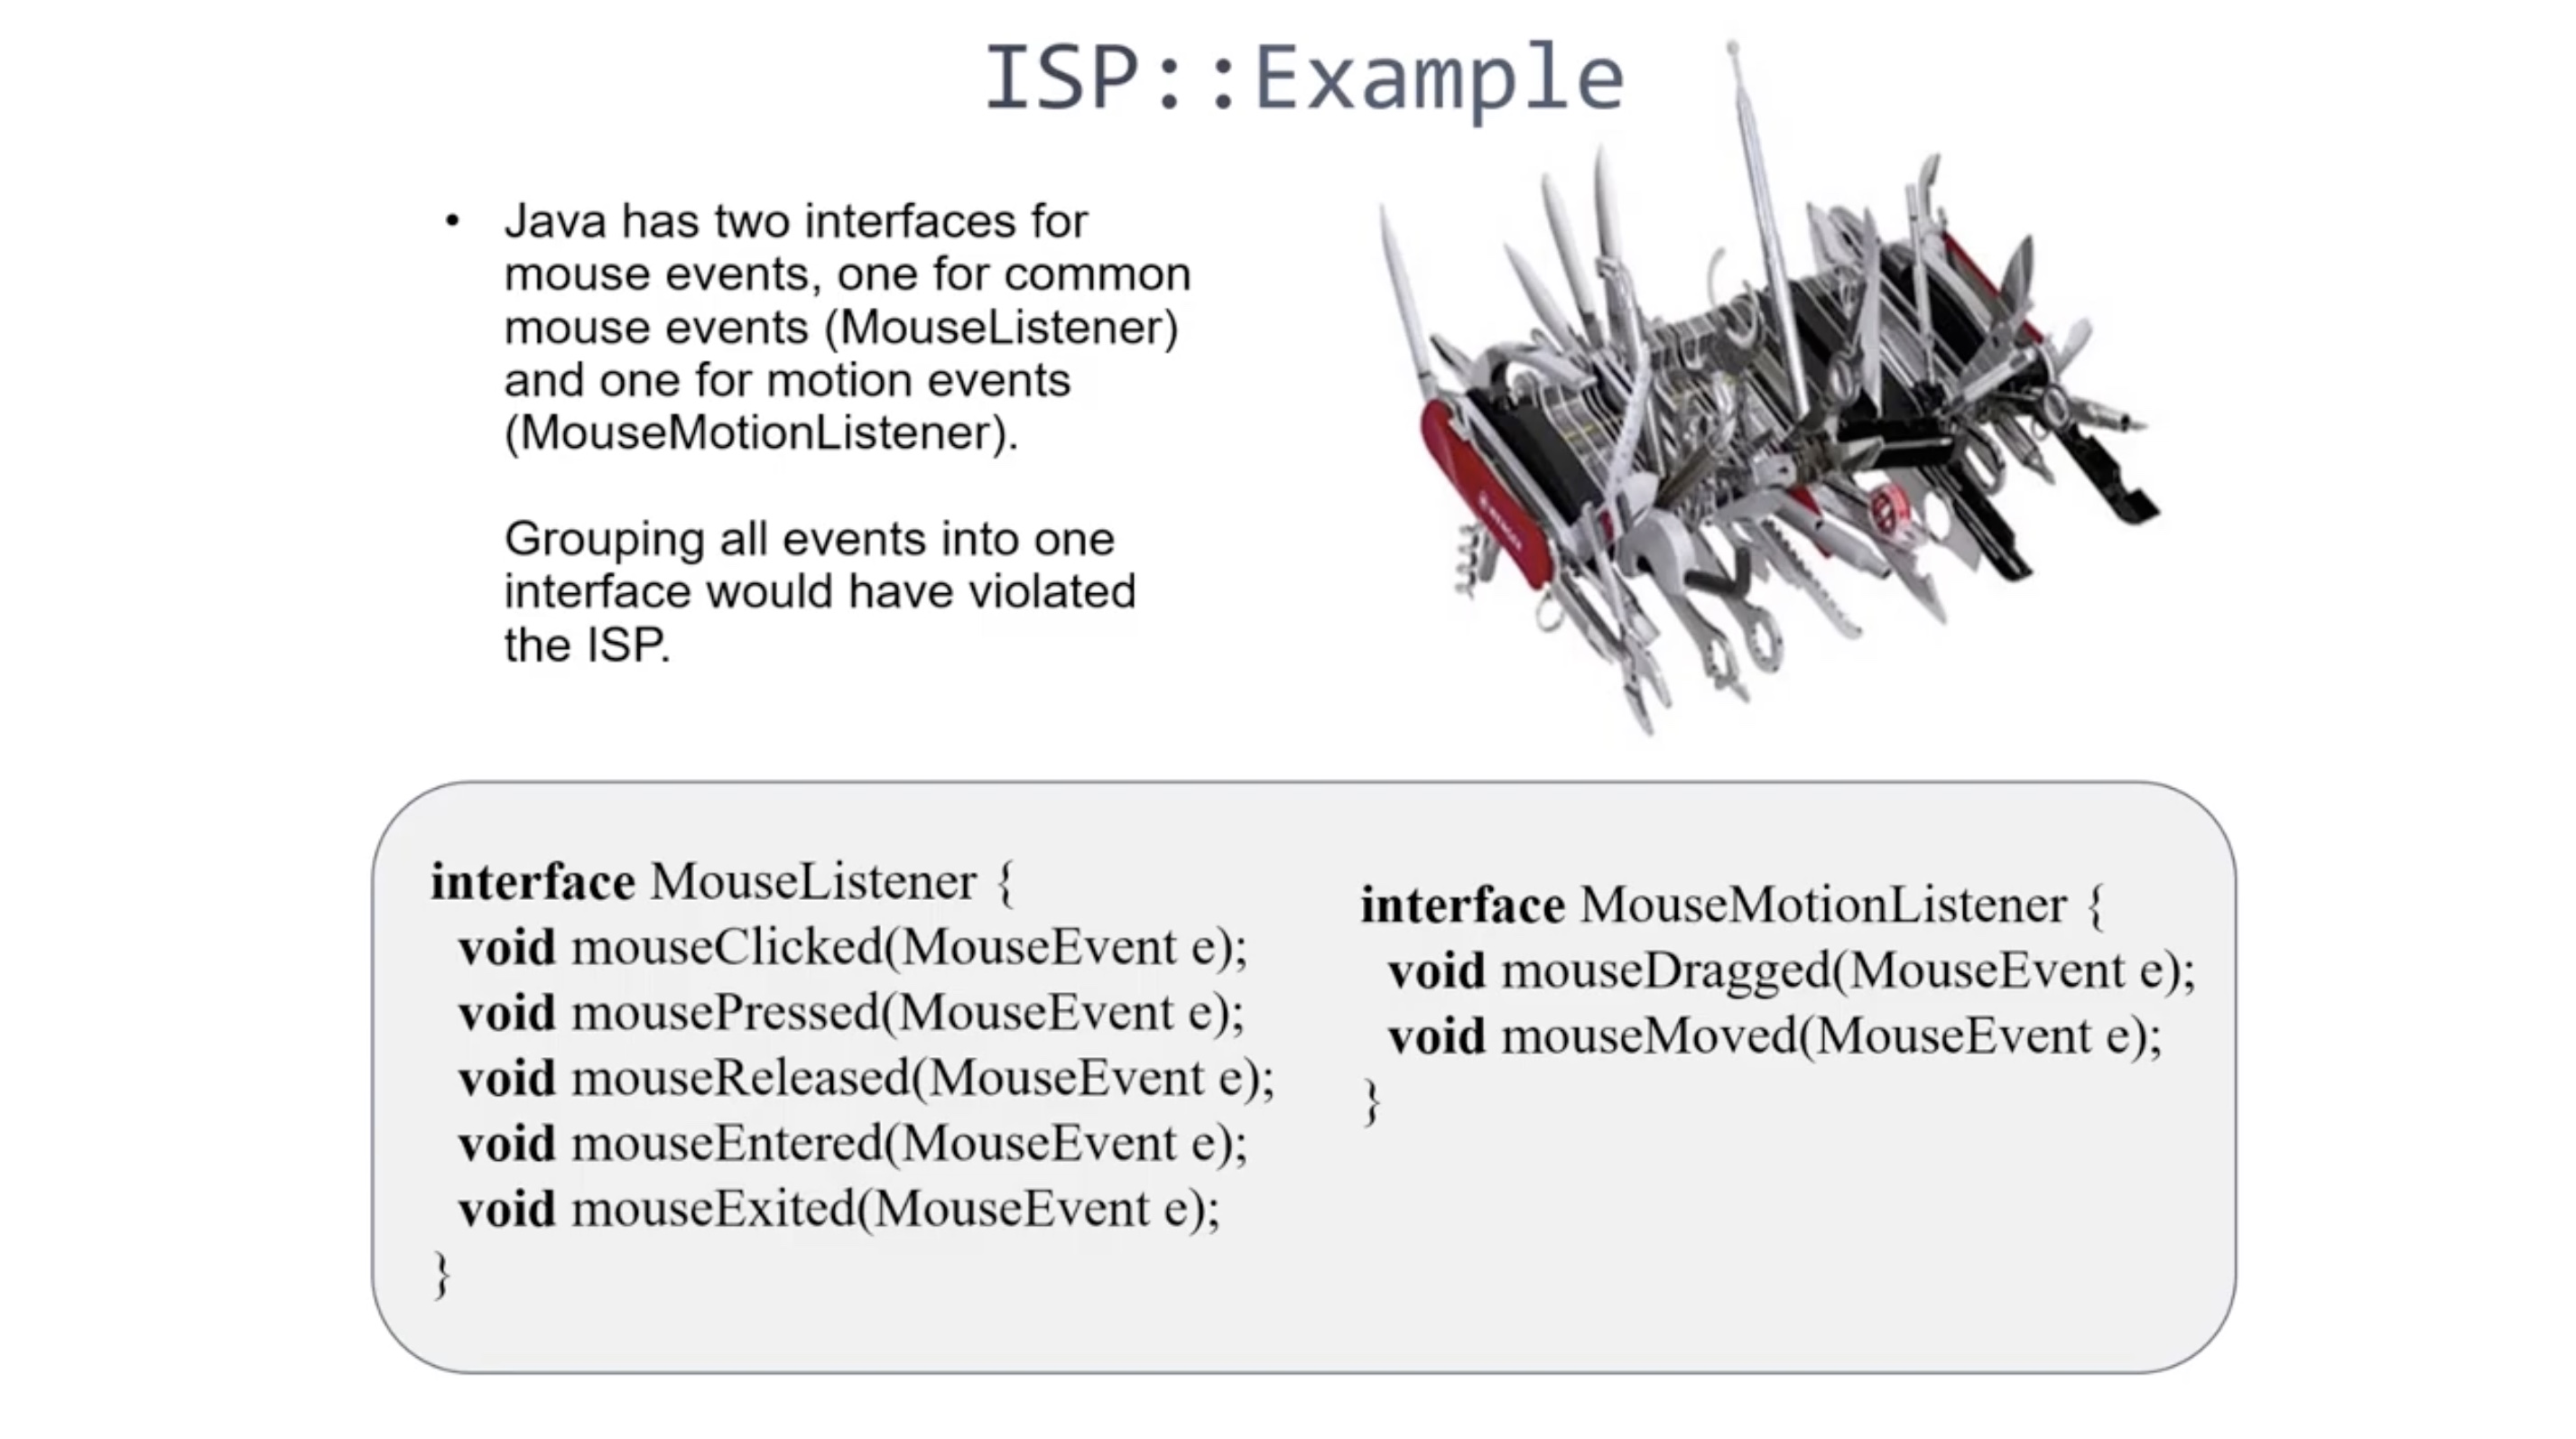 ISP::Example
• Java has two interfaces for
mouse events, one for common
mouse events (MouseListener)
and one for motion events
(MouseMotionListener).
Grouping all events into one
interface would have violated
the ISP.
interface MouseListener {
void mouseClicked(MouseEvent e);
void mousePressed(MouseEvent e);
void mouseReleased(MouseEvent e);
void mouseEntered(MouseEvent e);
void mouseExited(MouseEvent e);
}
interface MouseMotionListener {
void mouseDragged(MouseEvent e);
void mouseMoved(MouseEvent e);
}